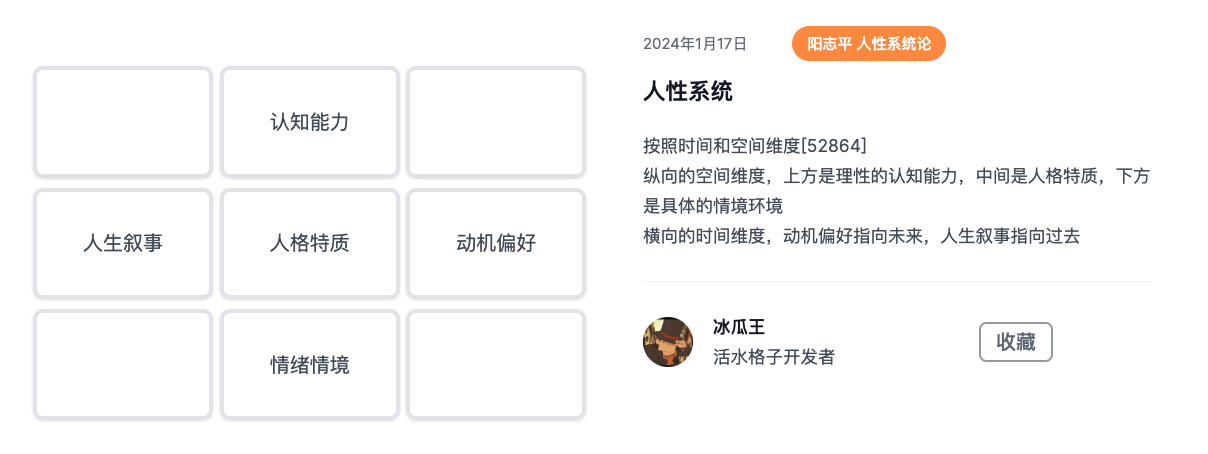 认知能力
人生叙事
人格特质
动机偏好
情绪情境
2024年1月17日
阳志平 人性系统论
人性系统
按照时间和空间维度[52864]
纵向的空间维度，上方是理性的认知能力，中间是人格特质，下方
是具体的情境环境
横向的时间维度，动机偏好指向未来，人生叙事指向过去
冰瓜王
活水格子开发者
收藏